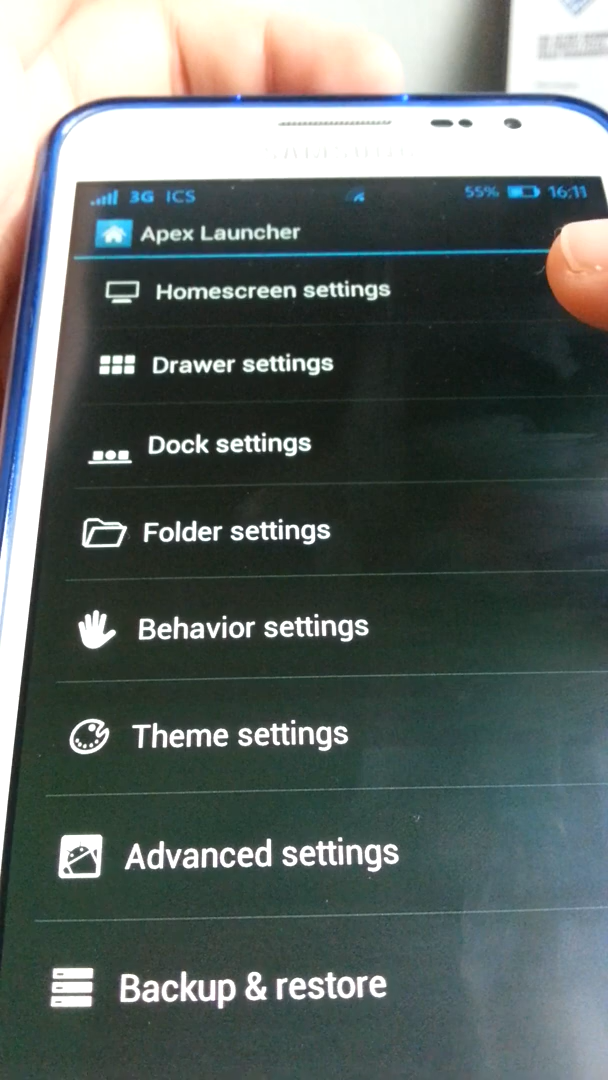 SAMSUNG
3G ICS 55% 16:11
Apex Launcher
Homescreen settings
Drawer settings
Dock settings
Folder settings
Behavior settings
Theme settings
Advanced settings
Backup & restore